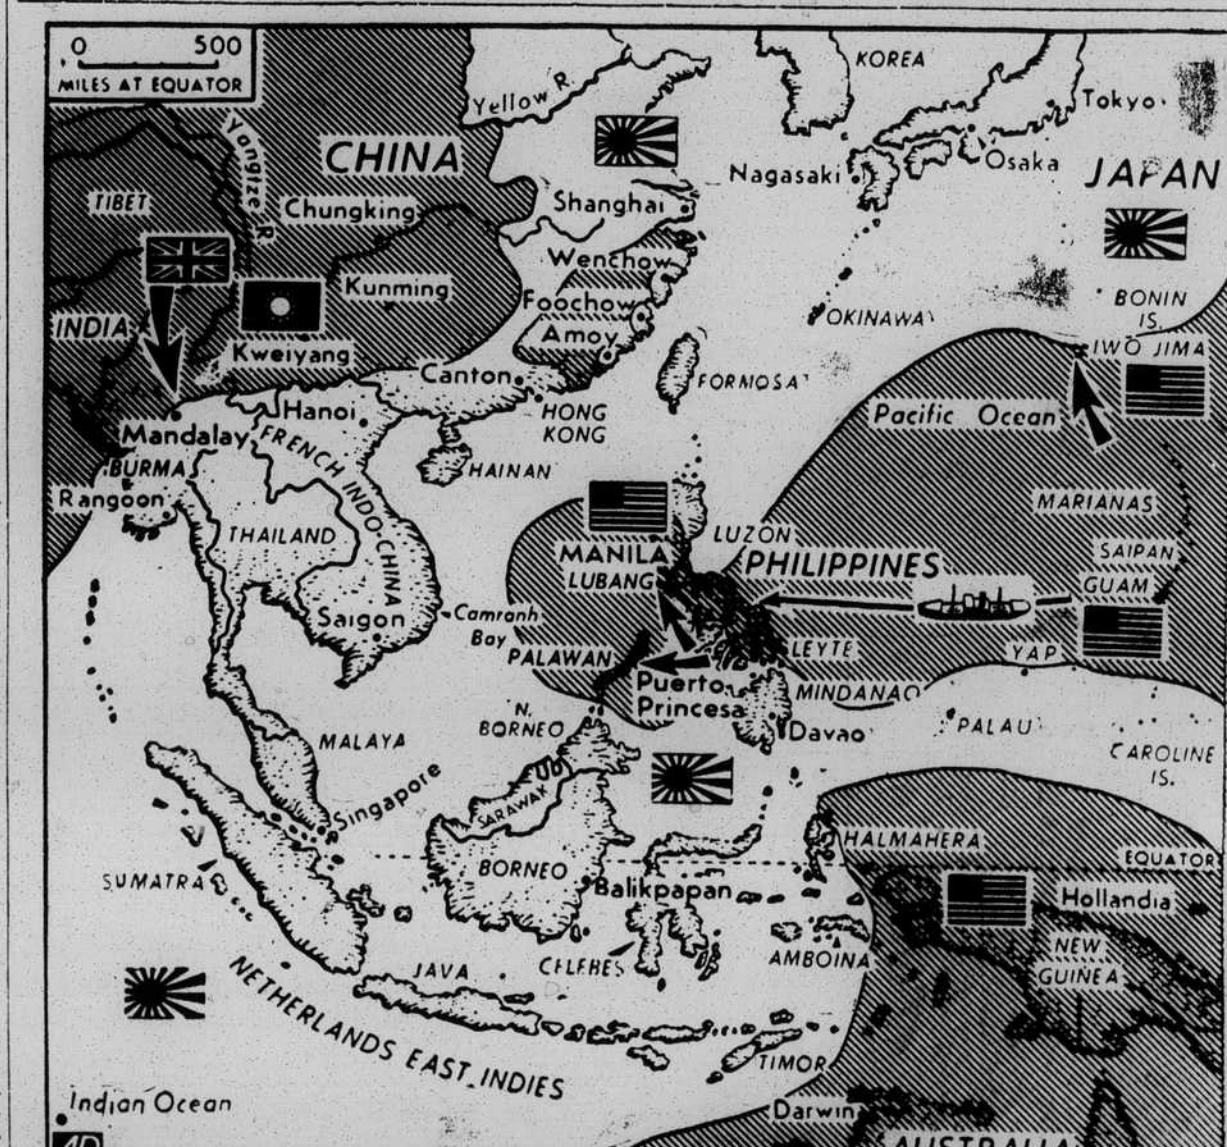 0 500
MILES AT EQUATOR
Yellow R.
KOREA
Tokyo
CHINA
Yangtze R.
Nagasaki
Osaka
JAPAN
TIBET
Chungking
Shanghai
Wenchow
Kunming
Foochow
BONIN
IS.
INDIA
OKINAWA
Amoy
IWO JIMA
Kweiyang
Canton
FORMOSA
Hanoi
HONG
KONG
Pacific Ocean
Mandalay
FRENCH INDO-CHINA
BURMA
HAINAN
Rangoon
MARIANAS
THAILAND
LUZON
MANILA
SAIPAN
LUBANG
PHILIPPINES
GUAM
Saigon
Camranh
Bay
LEYTE
YAP
PALAWAN
Puerto
Princesa
MINDANAO
N.
BORNEO
Davao
PALAU
MALAYA
CAROLINE
IS.
Singapore
SARAWAK
HALMAHERA
EQUATOR
BORNEO
SUMATRA
Balikpapan
Hollandia
NEW
GUINEA
JAVA
CELEBES
AMBOINA
NETHERLANDS EAST INDIES
TIMOR
Indian Ocean
Darwin
AUSTRALIA